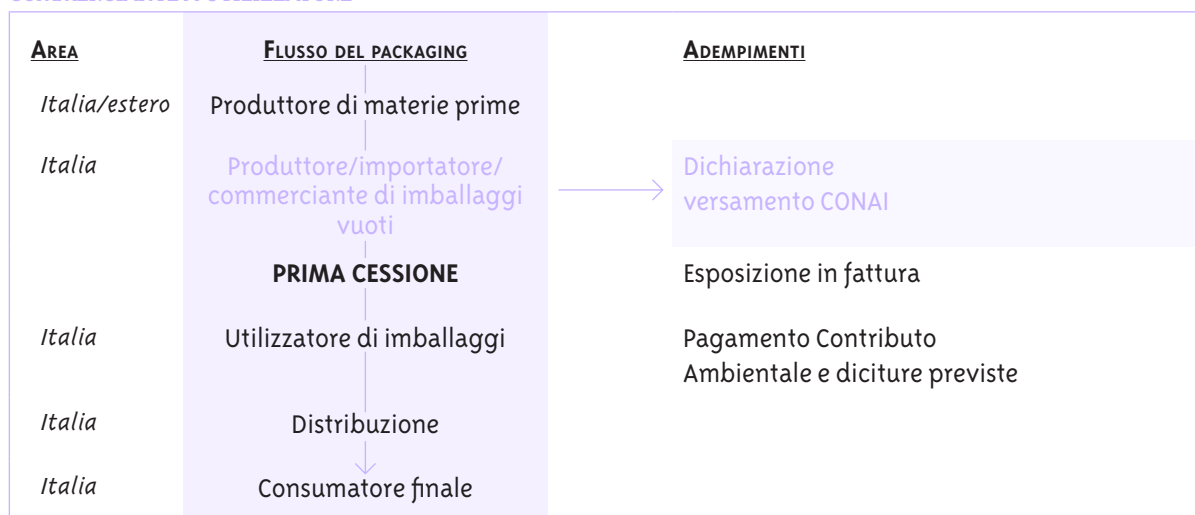 AREA FLUSSO DEL PACKAGING ADEMPIMENTI
Italia/estero Produttore di materie prime
Italia Produttore/importatore/ Dichiarazione
commerciante di imballaggi versamento CONAI
vuoti
PRIMA CESSIONE Esposizione in fattura
Italia Utilizzatore di imballaggi Pagamento Contributo
Ambientale e diciture previste
Italia Distribuzione
Italia Consumatore finale